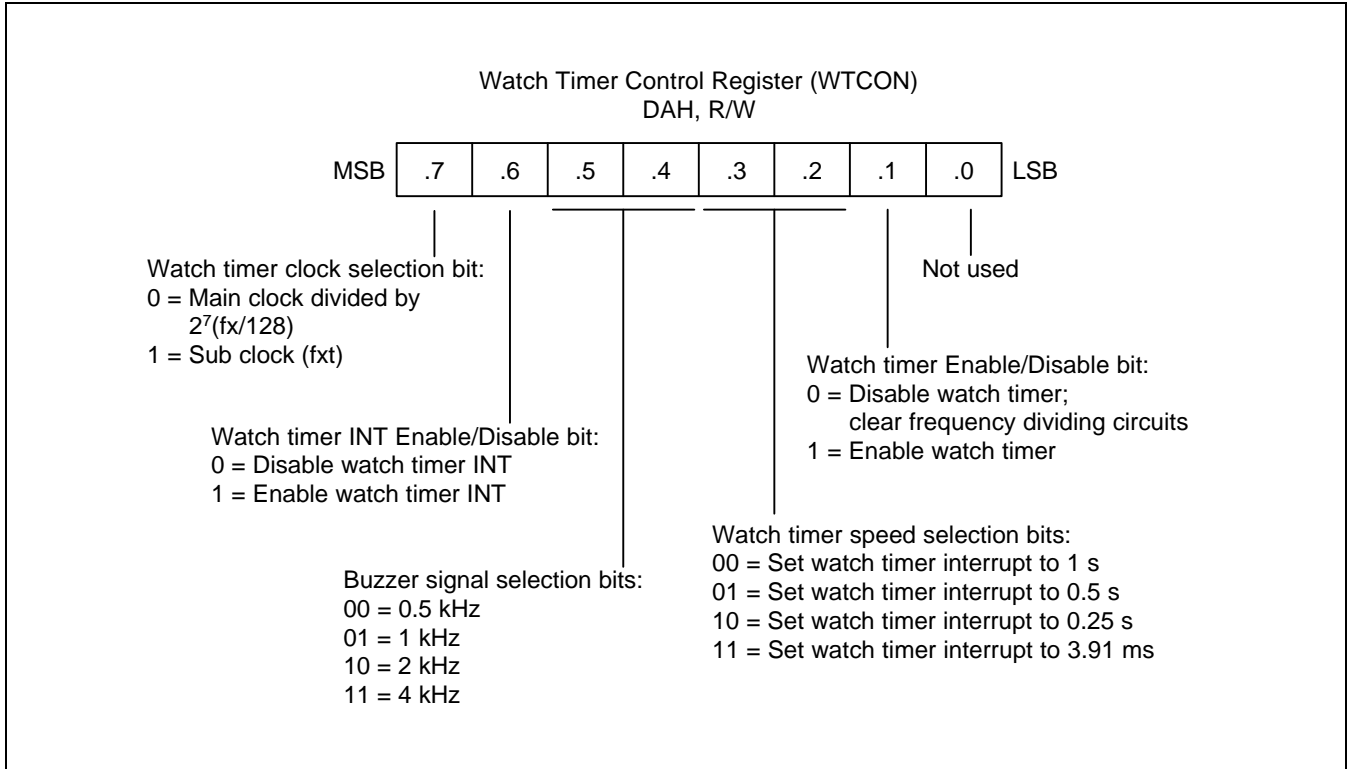 Watch Timer Control Register (WTCON)
DAH, R/W
MSB .7 .6 .5 .4 .3 .2 .1 .0 LSB
Watch timer clock selection bit:
0 = Main clock divided by
2⁷(fx/128)
1 = Sub clock (fxt)
Not used
Watch timer Enable/Disable bit:
0 = Disable watch timer;
clear frequency dividing circuits
1 = Enable watch timer
Watch timer INT Enable/Disable bit:
0 = Disable watch timer INT
1 = Enable watch timer INT
Watch timer speed selection bits:
00 = Set watch timer interrupt to 1 s
01 = Set watch timer interrupt to 0.5 s
10 = Set watch timer interrupt to 0.25 s
11 = Set watch timer interrupt to 3.91 ms
Buzzer signal selection bits:
00 = 0.5 kHz
01 = 1 kHz
10 = 2 kHz
11 = 4 kHz